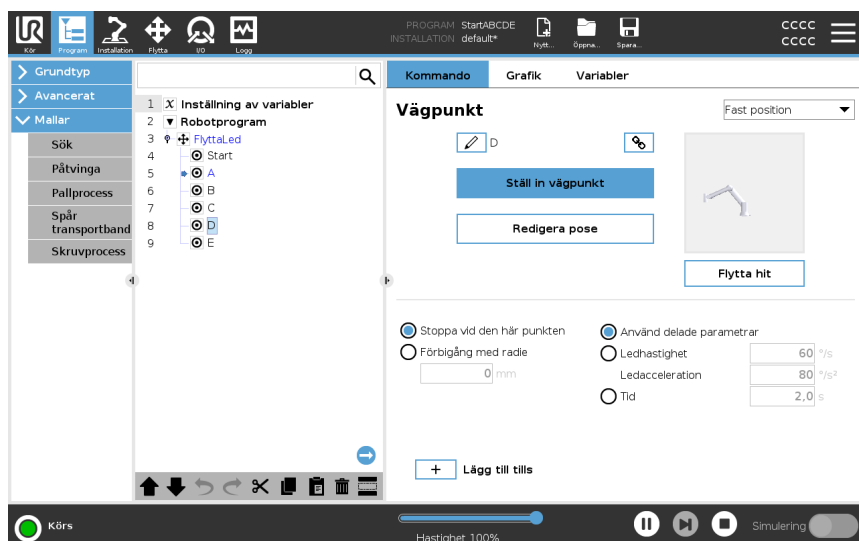 UR
Kör
Program
Installation
Flytta
I/O
Logg
PROGRAM StartABCDE
INSTALLATION default*
Nytt...
Öppna...
Spara...
CCCC
CCCC
Grundtyp
Avancerat
Mallar
Sök
Påtvinga
Pallprocess
Spår
transportband
Skruvprocess
1 X Inställning av variabler
2 Robotprogram
3 FlyttaLed
4 Start
5 A
6 B
7 C
8 D
9 E
Kommando Grafik Variabler
Vägpunkt
Fast position
D
Ställ in vägpunkt
Redigera pose
Flytta hit
Stoppa vid den här punkten
Förbigång med radie
0 mm
Använd delade parametrar
Ledhastighet 60 °/s
Ledacceleration 80 °/s²
Tid 2,0 s
+ Lägg till tills
Körs
Hastighet 100%
Simulering